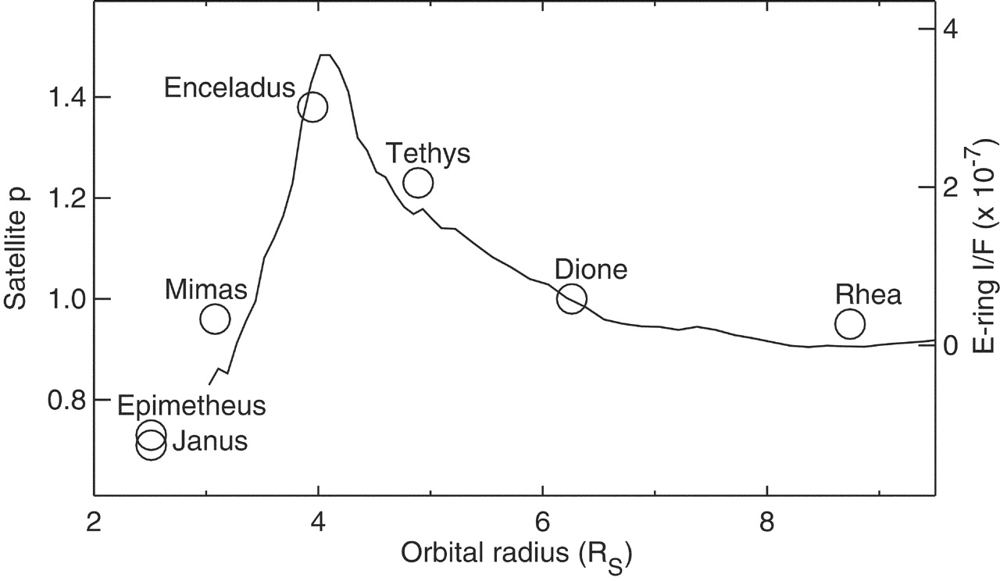 4
Enceladus
1.4
Tethys
1.2
2
Satellite p
E-ring I/F (x 10-7)
Dione
Mimas
Rhea
1.0
0
0.8
Epimetheus
Janus
2
4
6
8
Orbital radius (RS)